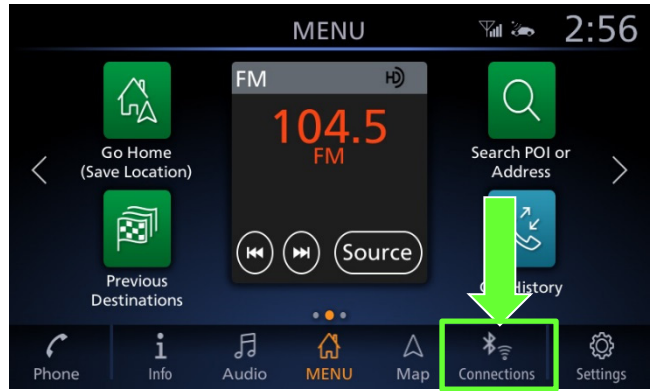 MENU
2:56
FM
HD
104.5
FM
Go Home
(Save Location)
Search POI or
Address
Source
Previous
Destinations
History
Phone
Info
Audio
MENU
Map
Connections
Settings